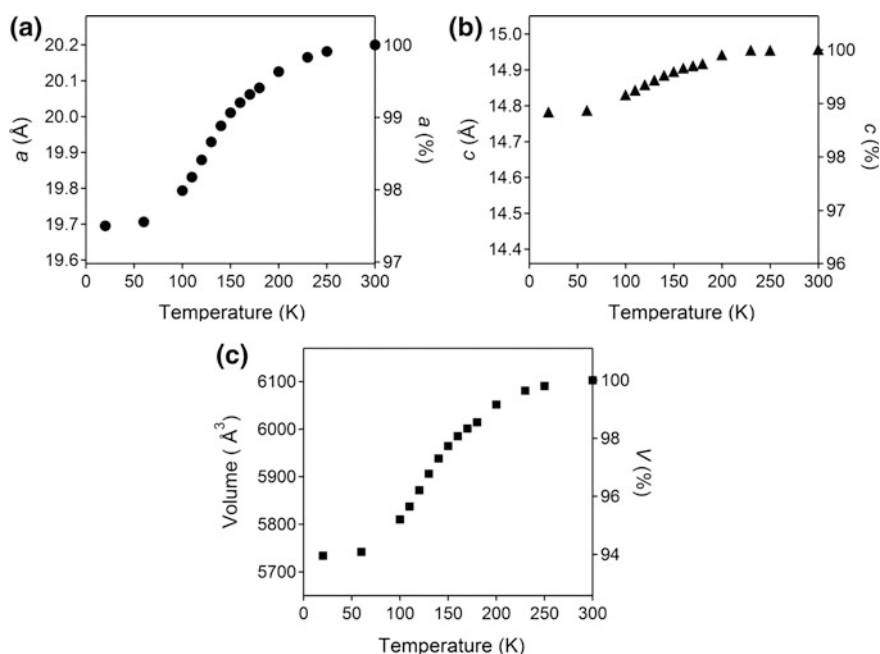 (a)
20.2
20.1
20.0
19.9
19.8
19.7
19.6
a (Å)
100
99
98
97
a (%)
0 50 100 150 200 250 300
Temperature (K)
(b)
15.0
14.9
14.8
14.7
14.6
14.5
14.4
c (Å)
100
99
98
97
96
c (%)
0 50 100 150 200 250 300
Temperature (K)
(c)
6100
6000
5900
5800
5700
Volume ( Å³)
100
98
96
94
V (%)
0 50 100 150 200 250 300
Temperature (K)